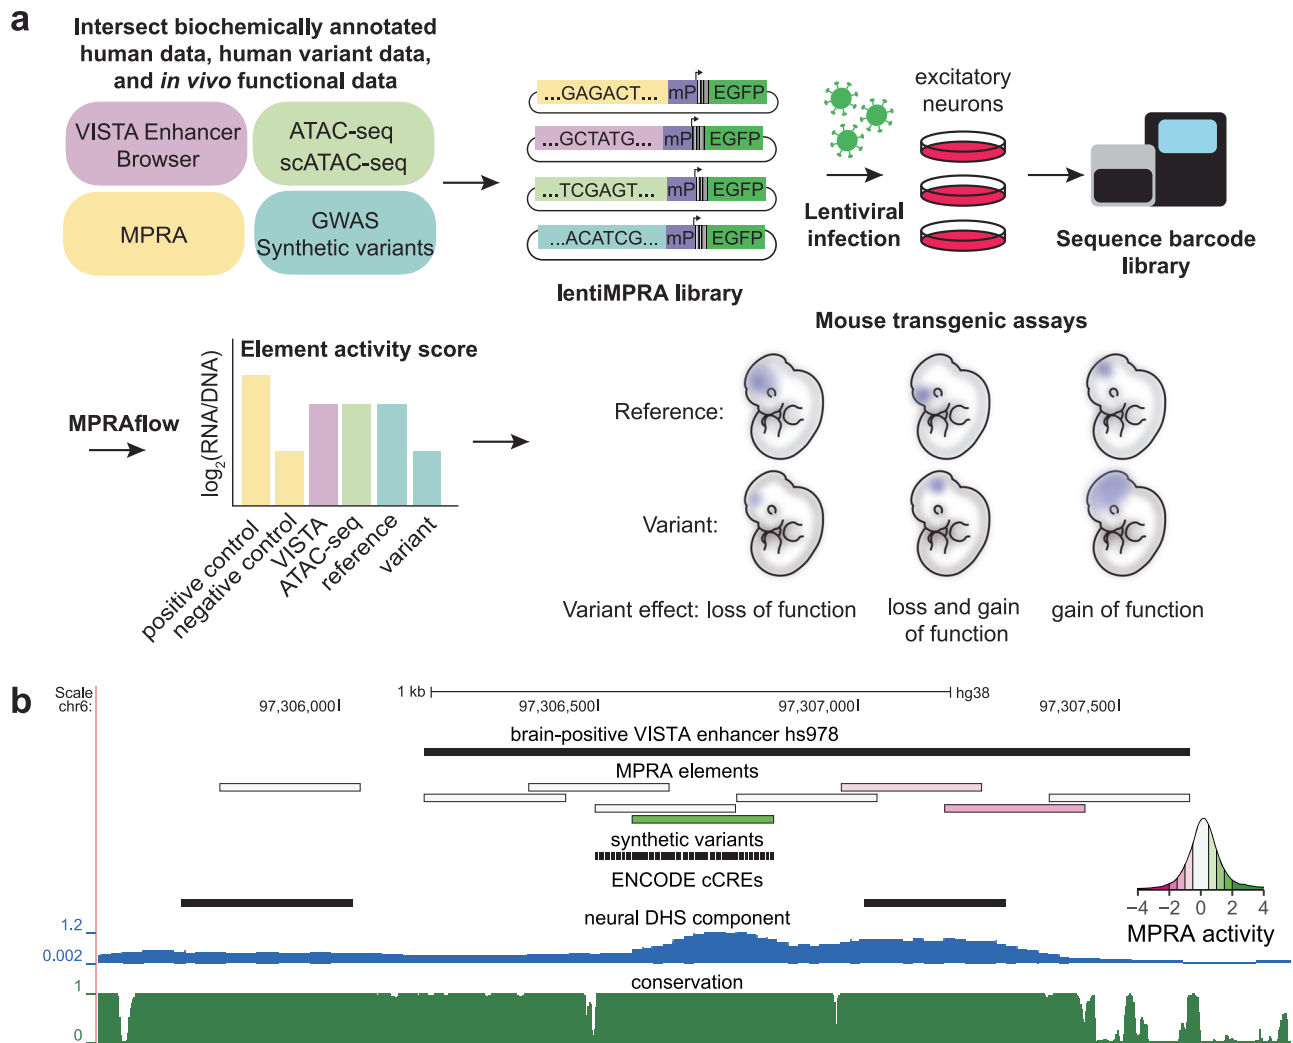 a
Intersect biochemically annotated
human data, human variant data,
and in vivo functional data
VISTA Enhancer
Browser
ATAC-seq
scATAC-seq
MPRA
GWAS
Synthetic variants
...GAGACT... mP EGFP
...GCTATG... mP EGFP
...TCGAGT... mP EGFP
...ACATCG... mP EGFP
lentiMPRA library
Lentiviral
infection
excitatory
neurons
Sequence barcode
library
MPRAflow
log2(RNA/DNA)
Element activity score
positive control
negative control
VISTA
ATAC-seq
reference
variant
Mouse transgenic assays
Reference:
Variant:
Variant effect: loss of function
loss and gain
of function
gain of function
b
Scale
chr6:
1 kb
hg38
97,306,000
97,306,500
97,307,000
97,307,500
brain-positive VISTA enhancer hs978
MPRA elements
synthetic variants
ENCODE cCREs
neural DHS component
1.2
0.002
conservation
1
0
−4 −2 0 2 4
MPRA activity